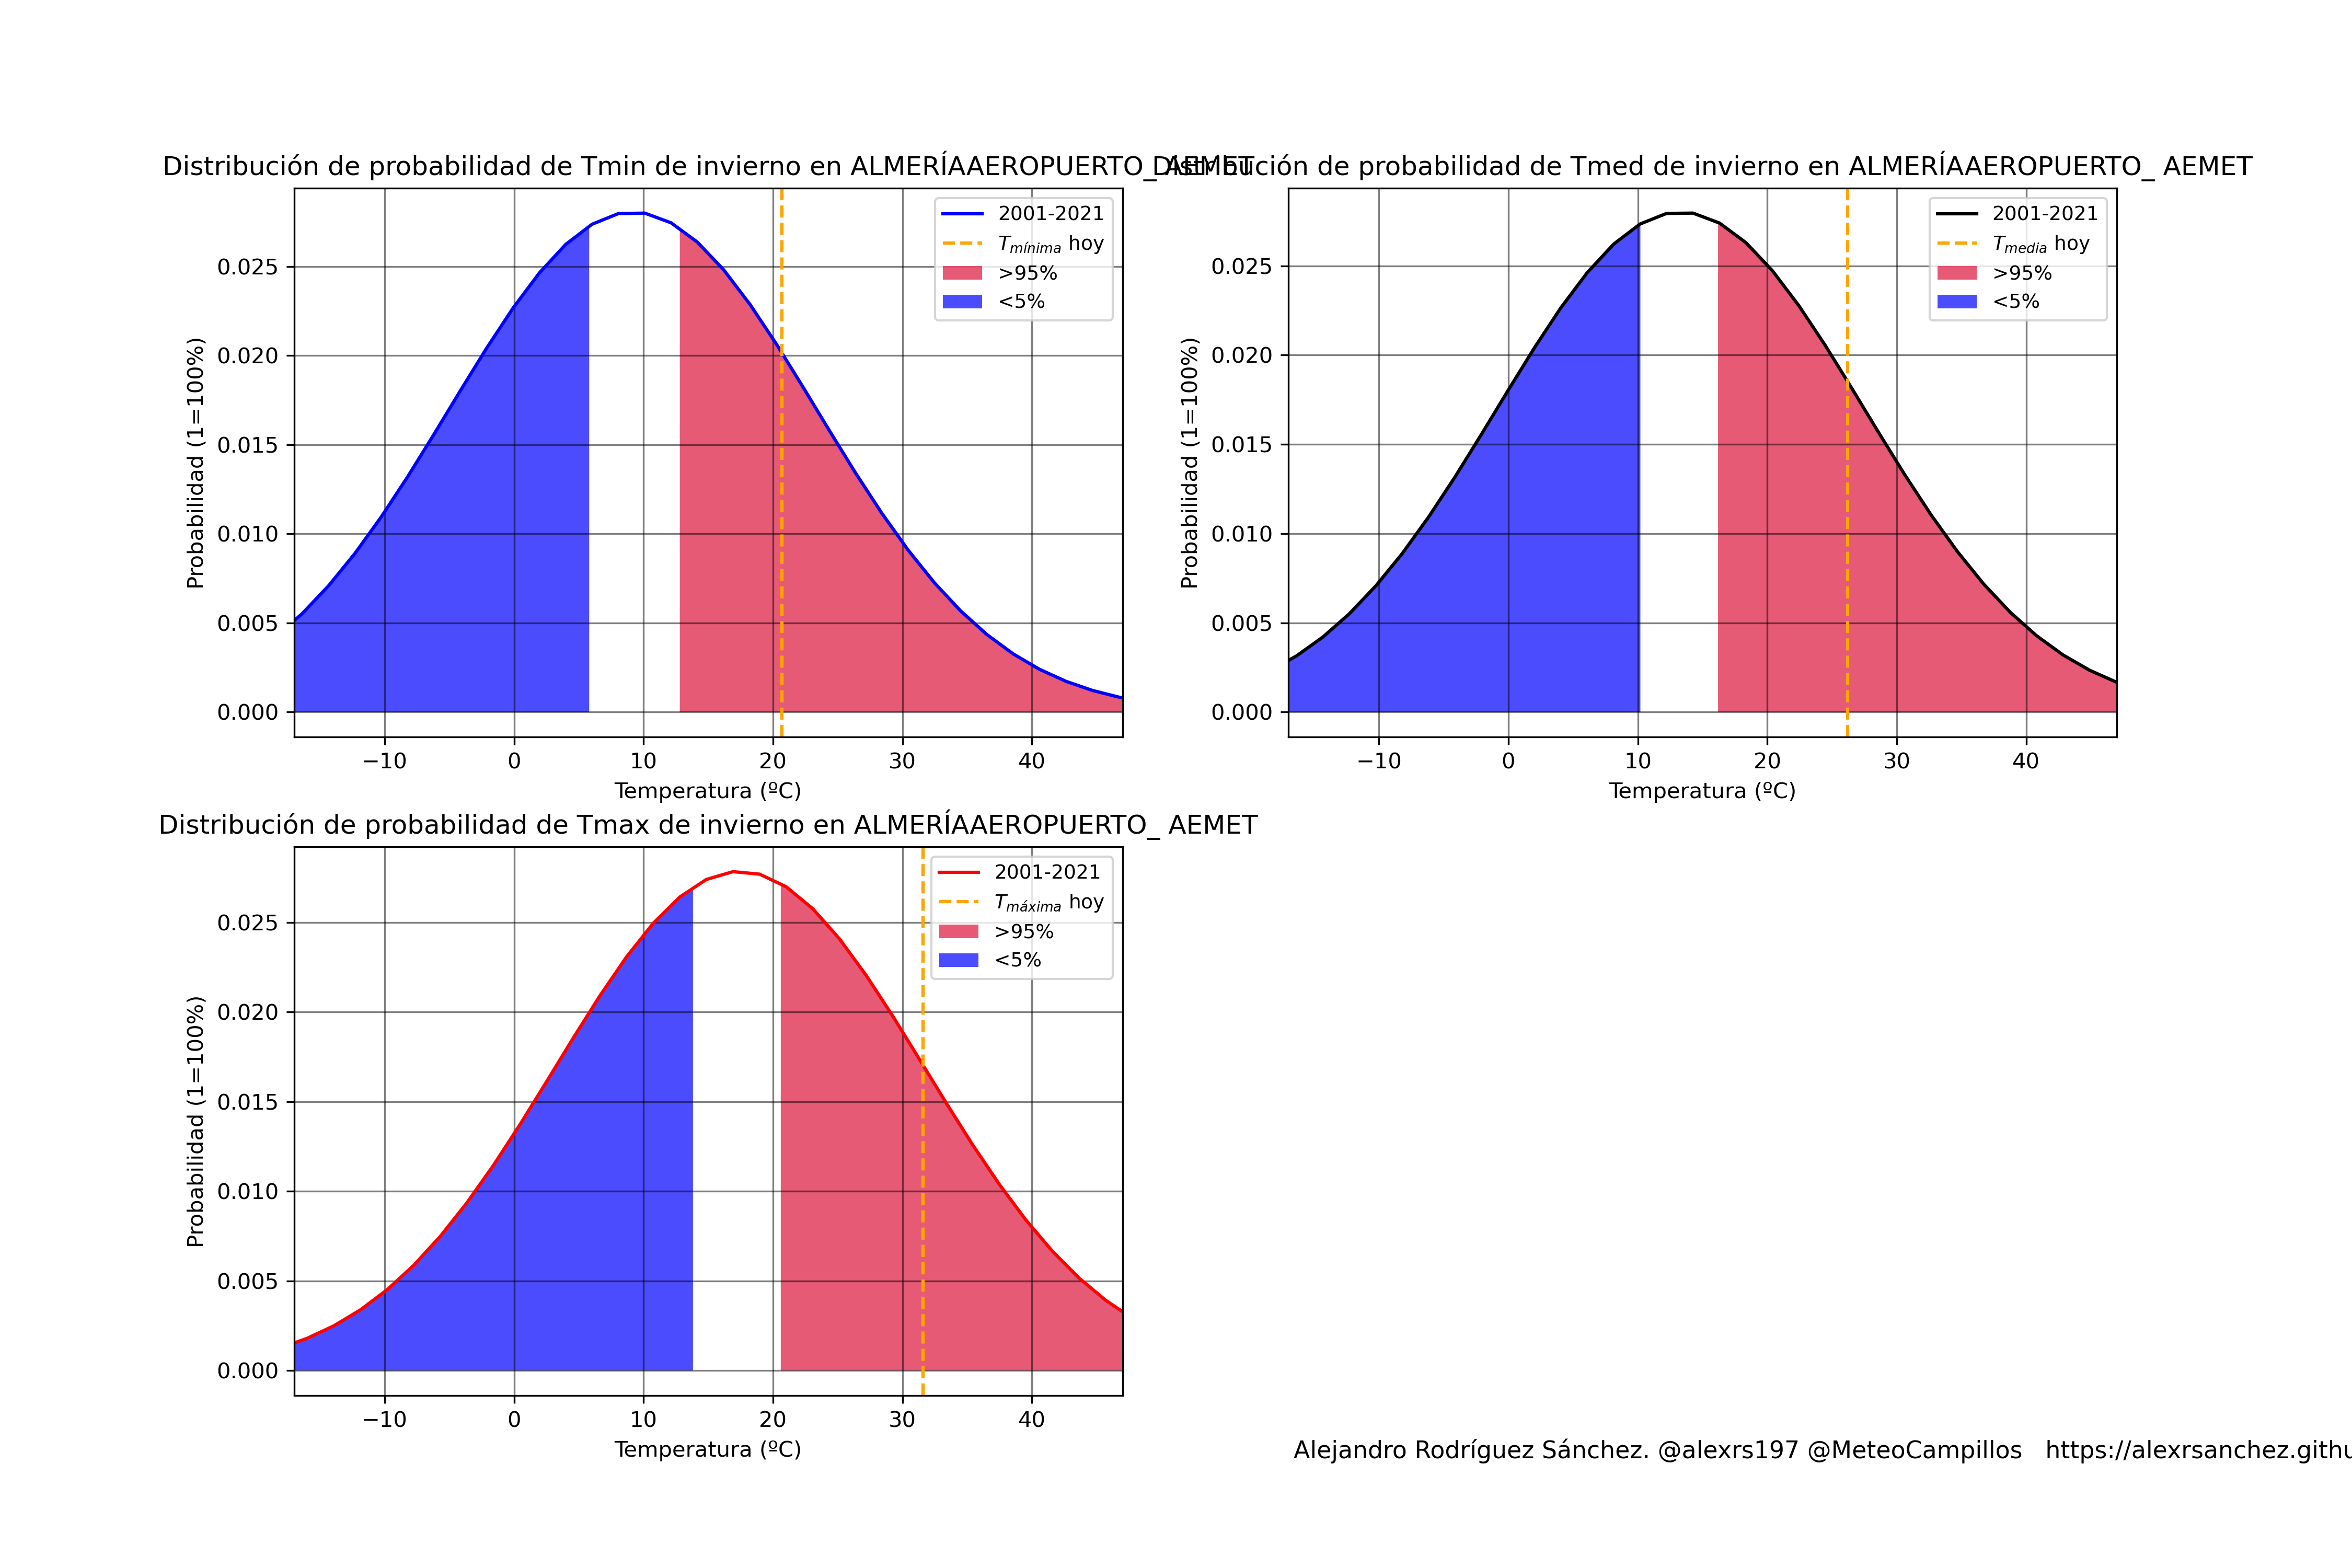 Distribución de probabilidad de Tmin de invierno en ALMERÍAAEROPUERTO_ AEMET
0.025
0.020
0.015
0.010
0.005
0.000
Probabilidad (1=100%)
2001-2021
Tmínima hoy
>95%
<5%
−10 0 10 20 30 40
Temperatura (ºC)
Distribución de probabilidad de Tmed de invierno en ALMERÍAAEROPUERTO_ AEMET
0.025
0.020
0.015
0.010
0.005
0.000
Probabilidad (1=100%)
2001-2021
Tmedia hoy
>95%
<5%
−10 0 10 20 30 40
Temperatura (ºC)
Distribución de probabilidad de Tmax de invierno en ALMERÍAAEROPUERTO_ AEMET
0.025
0.020
0.015
0.010
0.005
0.000
Probabilidad (1=100%)
2001-2021
Tmáxima hoy
>95%
<5%
−10 0 10 20 30 40
Temperatura (ºC)
Alejandro Rodríguez Sánchez. @alexrs197 @MeteoCampillos https://alexrsanchez.githu